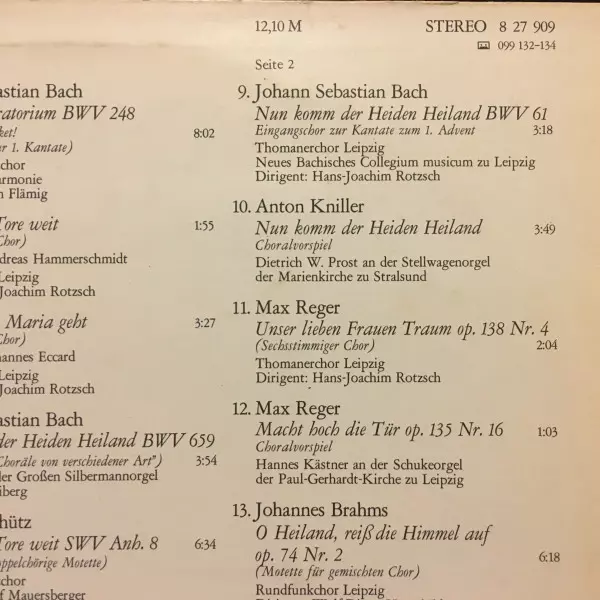 12,10 M
STEREO 8 27 909
099 132-134
astian Bach
ratorium BWV 248
ket!
8:02
er 1. Kantate)
chor
armonie
n Flämig
Tore weit
1:55
Chor)
dreas Hammerschmidt
Leipzig
Joachim Rotzsch
Maria geht
3:27
Chor)
hannes Eccard
Leipzig
Joachim Rotzsch
astian Bach
der Heiden Heiland BWV 659
Choräle von verschiedener Art")
3:54
der Großen Silbermannorgel
iberg
hütz
Tore weit SWV Anh. 8
6:34
oppelchörige Motette)
chor
f Mauersberger
Seite 2
9. Johann Sebastian Bach
Nun komm der Heiden Heiland BWV 61
Eingangschor zur Kantate zum 1. Advent
3:18
Thomanerchor Leipzig
Neues Bachisches Collegium musicum zu Leipzig
Dirigent: Hans-Joachim Rotzsch
10. Anton Kniller
Nun komm der Heiden Heiland
3:49
Choralvorspiel
Dietrich W. Prost an der Stellwagenorgel
der Marienkirche zu Stralsund
11. Max Reger
Unser lieben Frauen Traum op. 138 Nr. 4
(Sechsstimmiger Chor)
2:04
Thomanerchor Leipzig
Dirigent: Hans-Joachim Rotzsch
12. Max Reger
Macht hoch die Tür op. 135 Nr. 16
1:03
Choralvorspiel
Hannes Kästner an der Schukeorgel
der Paul-Gerhardt-Kirche zu Leipzig
13. Johannes Brahms
O Heiland, reiß die Himmel auf
op. 74 Nr. 2
6:18
(Motette für gemischten Chor)
Rundfunkchor Leipzig